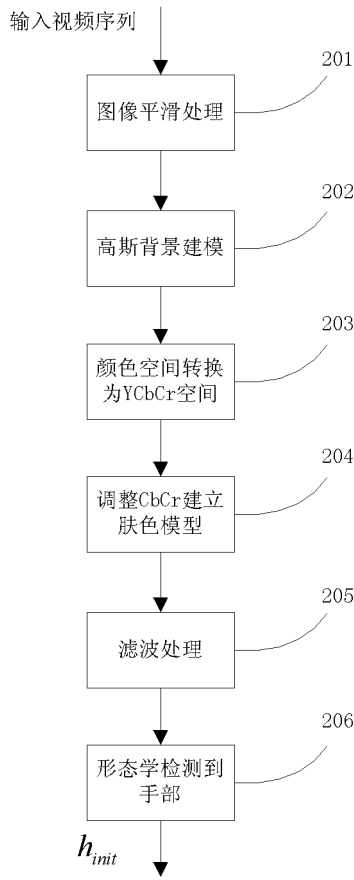 输入视频序列
201
图像平滑处理
202
高斯背景建模
203
颜色空间转换
为YCbCr空间
204
调整CbCr建立
肤色模型
205
滤波处理
206
形态学检测到
手部
h_init